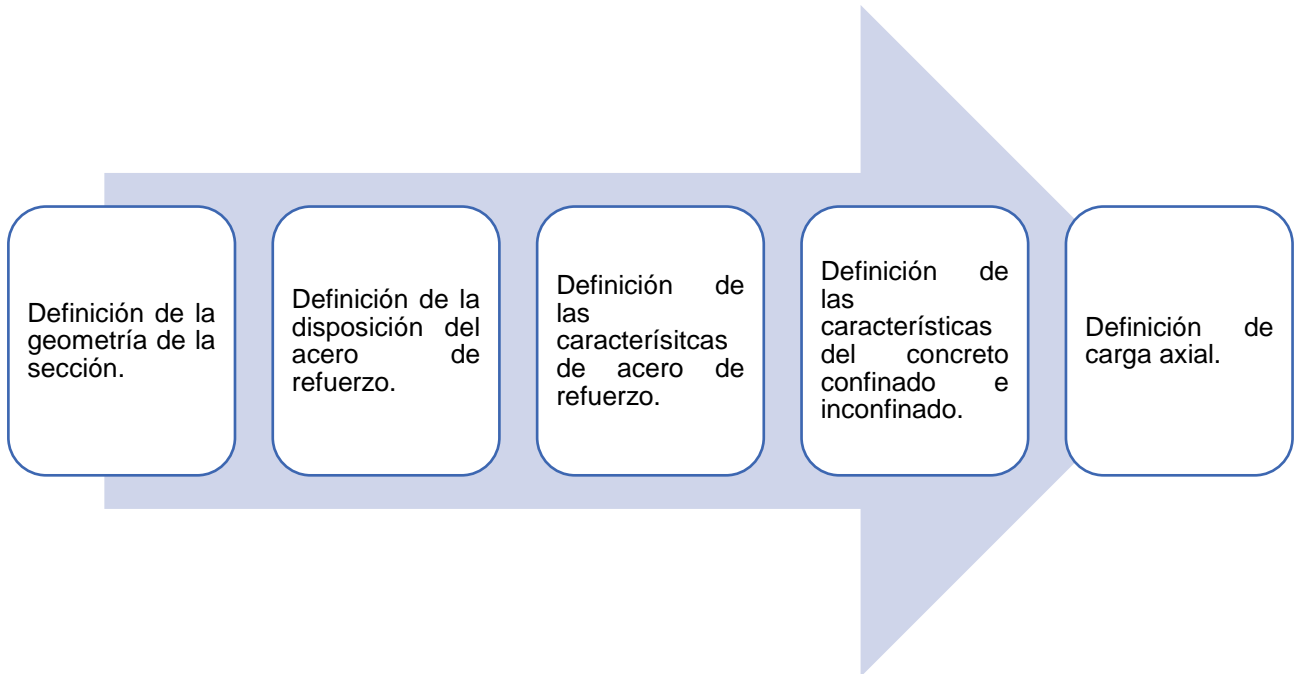 Definición de la
geometría de la
sección.
Definición de la
disposición del
acero de
refuerzo.
Definición de
las
caracterísitcas
de acero de
refuerzo.
Definición de
las
características
del concreto
confinado e
inconfinado.
Definición de
carga axial.